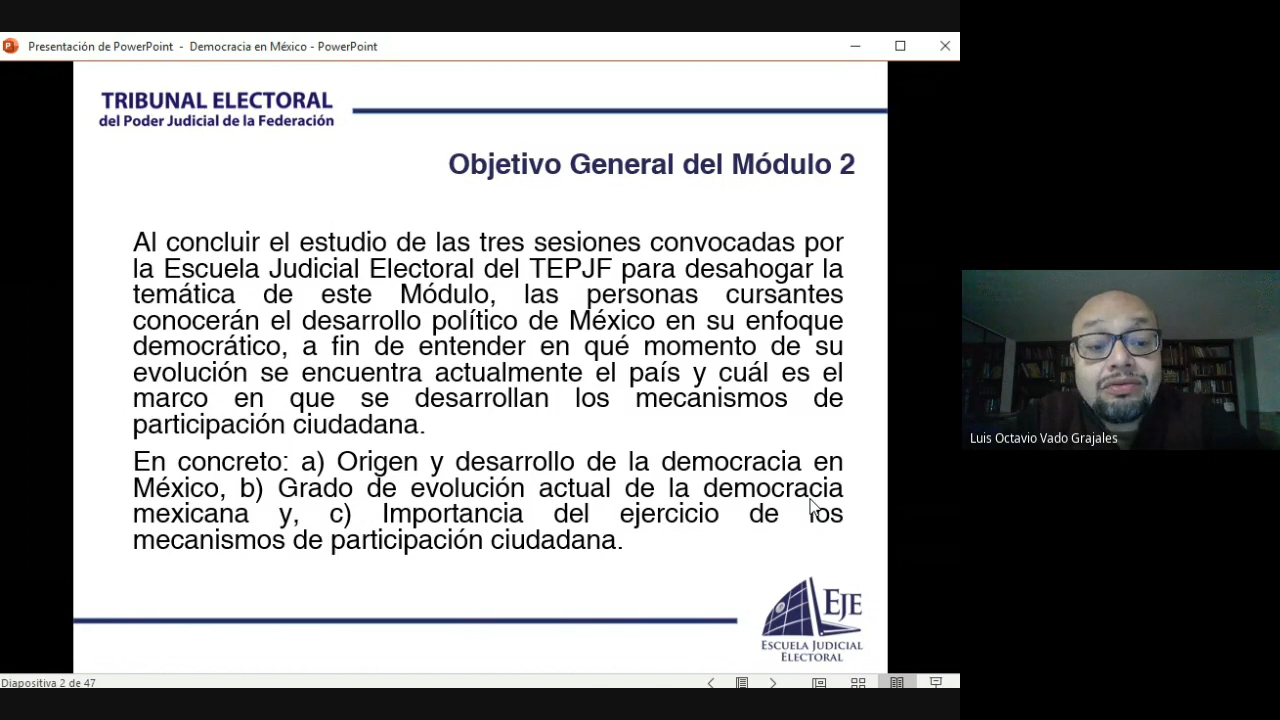 Presentación de PowerPoint - Democracia en México - PowerPoint
TRIBUNAL ELECTORAL
del Poder Judicial de la Federación
Objetivo General del Módulo 2
Al concluir el estudio de las tres sesiones convocadas por
la Escuela Judicial Electoral del TEPJF para desahogar la
temática de este Módulo, las personas cursantes
conocerán el desarrollo político de México en su enfoque
democrático, a fin de entender en qué momento de su
evolución se encuentra actualmente el país y cuál es el
marco en que se desarrollan los mecanismos de
participación ciudadana.
En concreto: a) Origen y desarrollo de la democracia en
México, b) Grado de evolución actual de la democracia
mexicana y, c) Importancia del ejercicio de los
mecanismos de participación ciudadana.
EJE
ESCUELA JUDICIAL
ELECTORAL
Diapositiva 2 de 47
Luis Octavio Vado Grajales